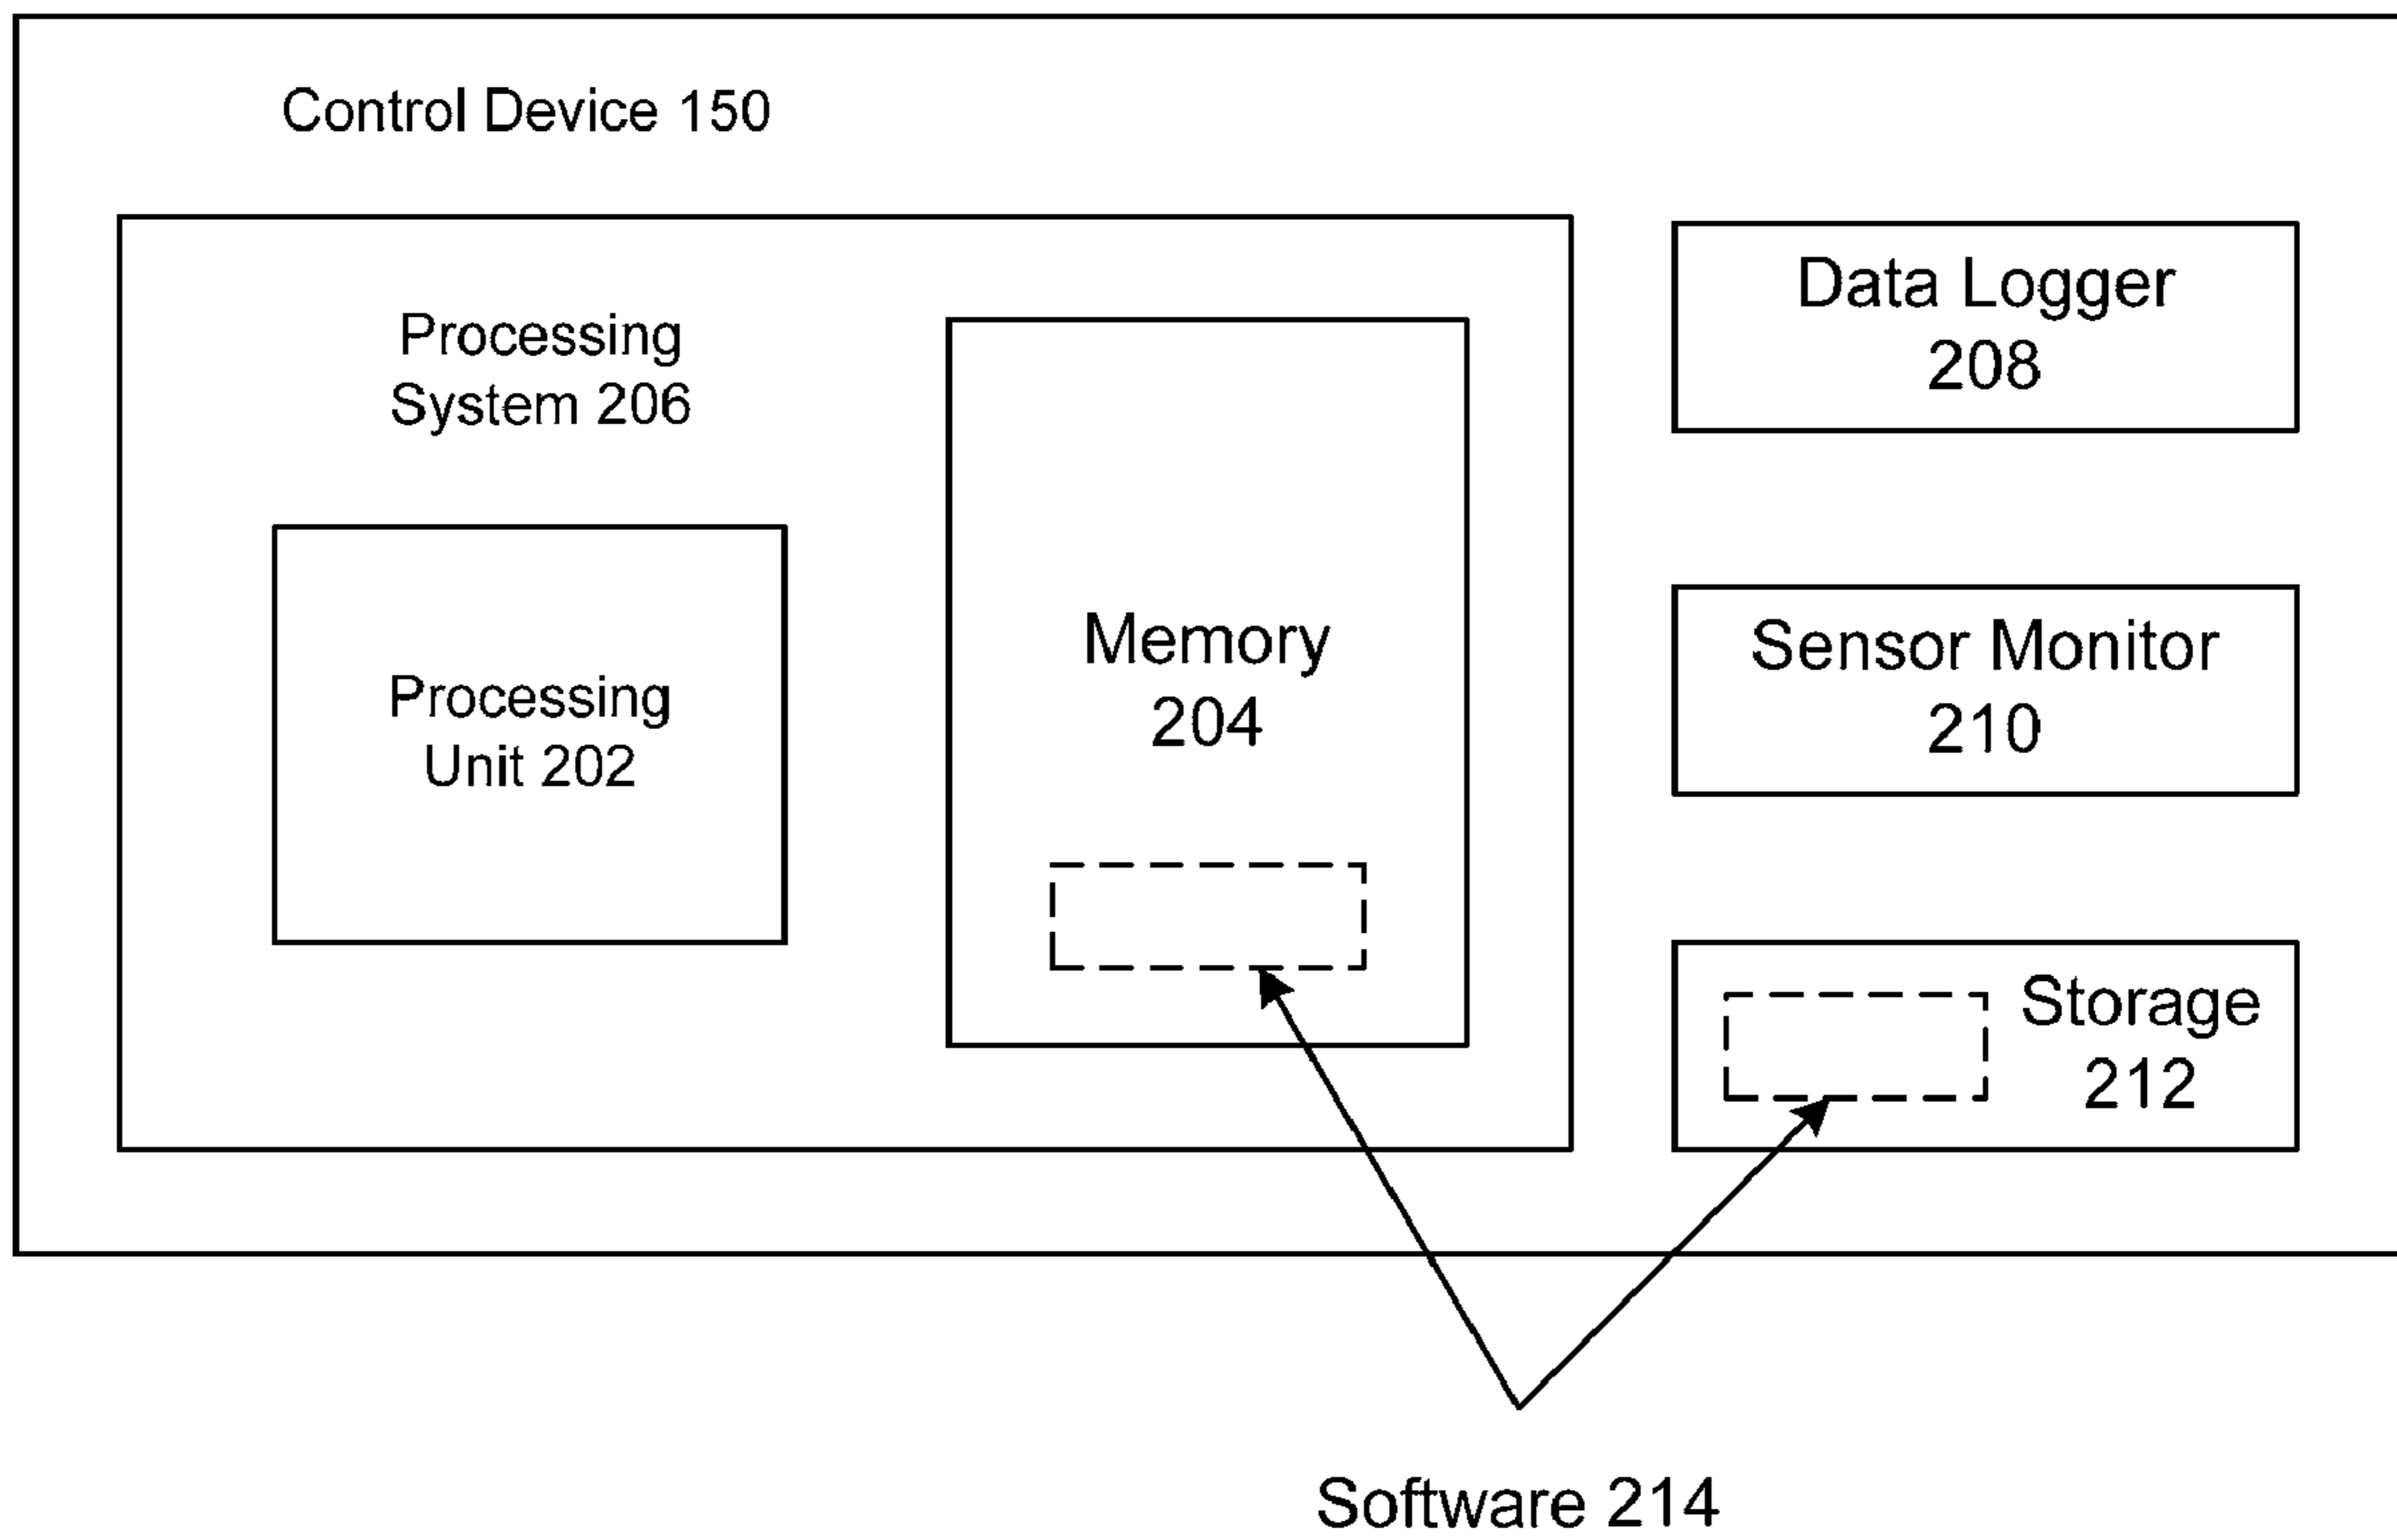 Control Device 150
Processing
System 206
Processing
Unit 202
Memory
204
Data Logger
208
Sensor Monitor
210
Storage
212
Software 214